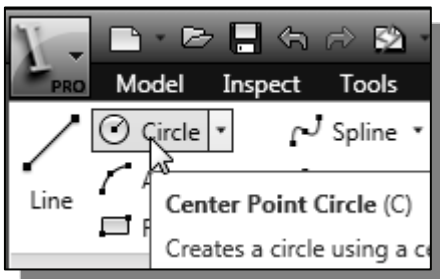 PRO
Model Inspect Tools
Circle Spline
Line
Center Point Circle (C)
Creates a circle using a